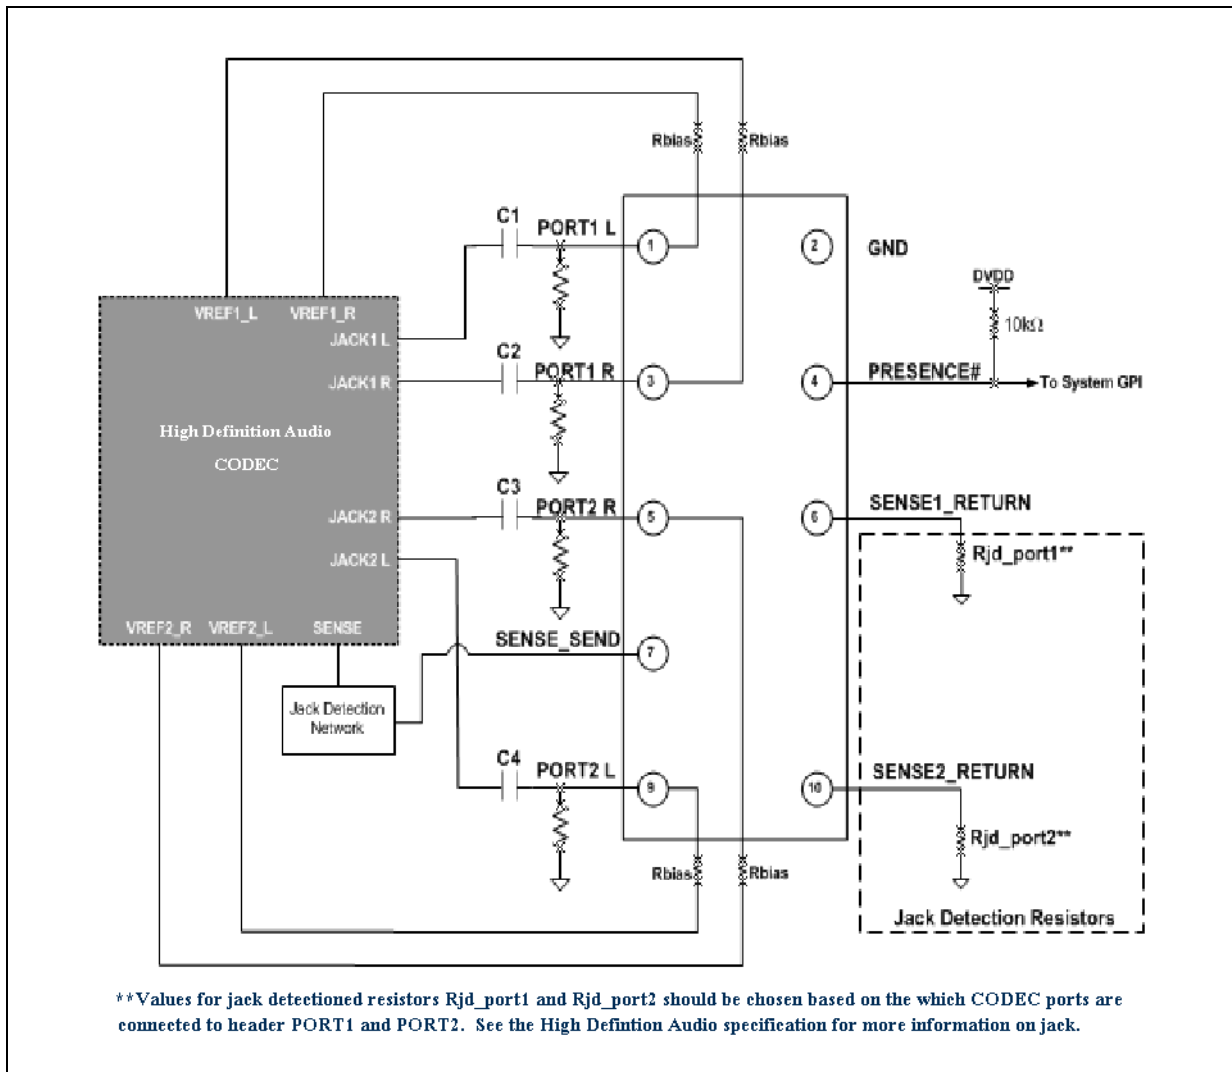 Rbias
Rbias
C1
PORT1 L
1
2
GND
DVDD
10kΩ
VREF1_L
VREF1_R
JACK1 L
C2
PORT1 R
3
4
PRESENCE#
To System GPI
JACK1 R
High Definition Audio
CODEC
C3
PORT2 R
5
6
SENSE1_RETURN
JACK2 R
Rjd_port1**
JACK2 L
VREF2_R
VREF2_L
SENSE
SENSE_SEND
7
Jack Detection
Network
C4
PORT2 L
9
10
SENSE2_RETURN
Rjd_port2**
Rbias
Rbias
Jack Detection Resistors
**Values for jack detectioned resistors Rjd_port1 and Rjd_port2 should be chosen based on the which CODEC ports are
connected to header PORT1 and PORT2. See the High Defintion Audio specification for more information on jack.